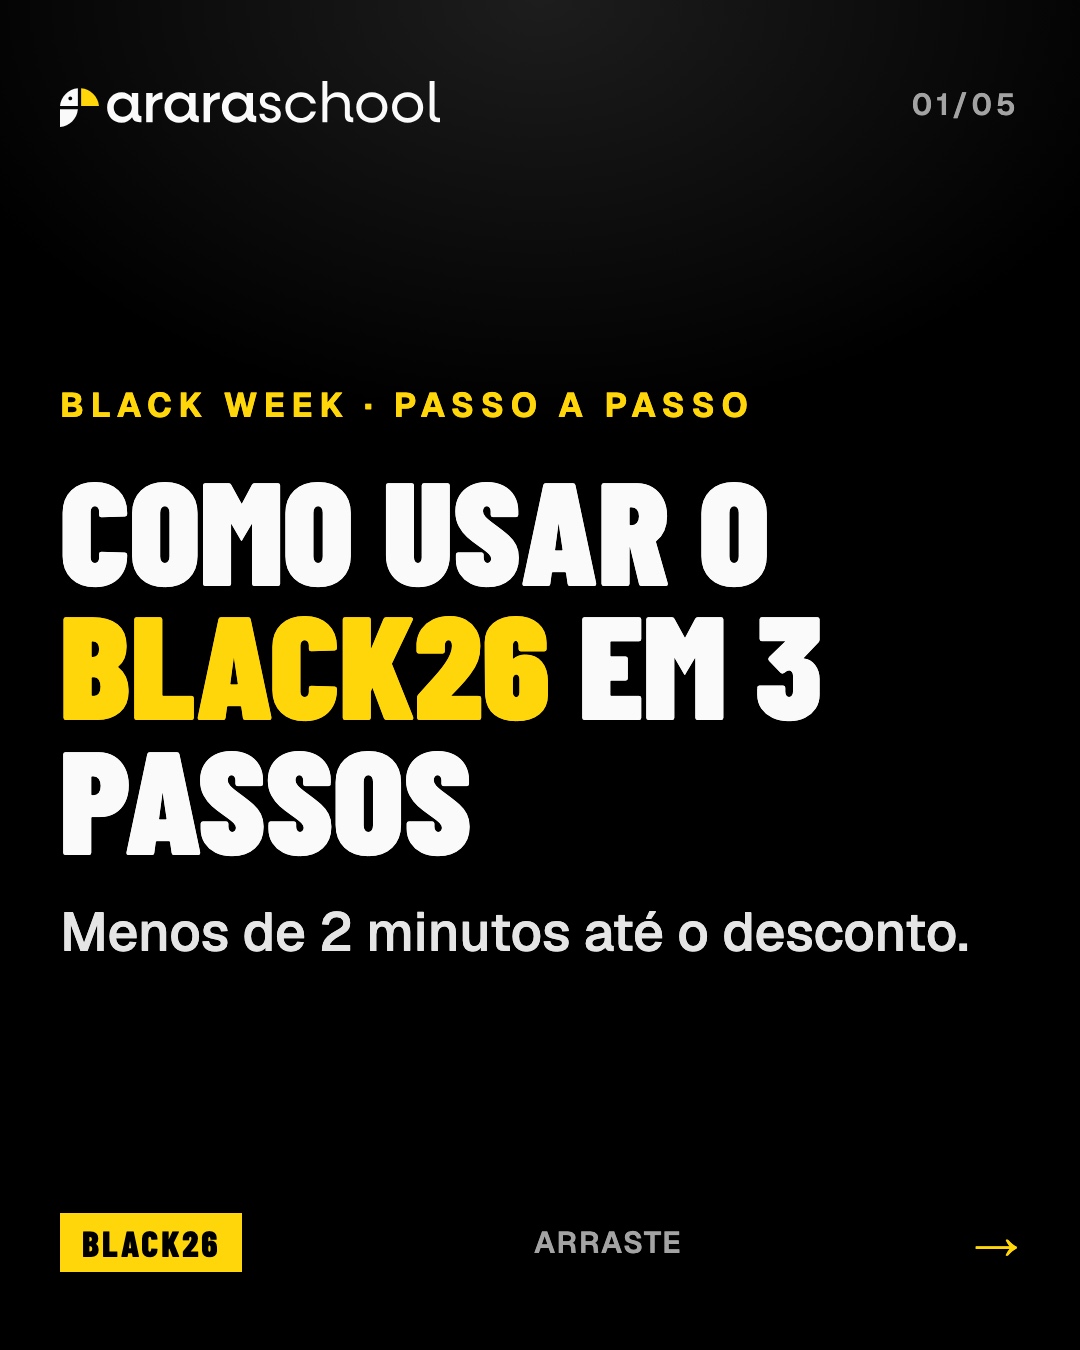 araraschool
01/05
BLACK WEEK · PASSO A PASSO
COMO USAR O
BLACK26 EM 3
PASSOS
Menos de 2 minutos até o desconto.
BLACK26
ARRASTE
→